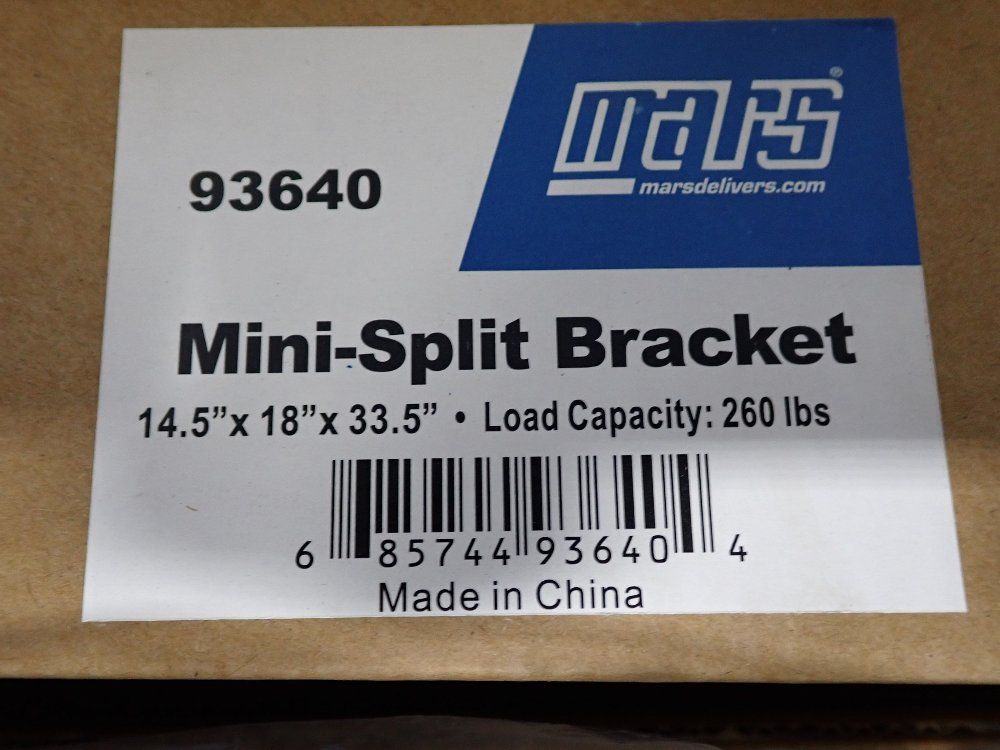 mars®
marsdelivers.com
93640
Mini-Split Bracket
14.5”x 18”x 33.5” • Load Capacity: 260 lbs
6 85744 93640 4
Made in China